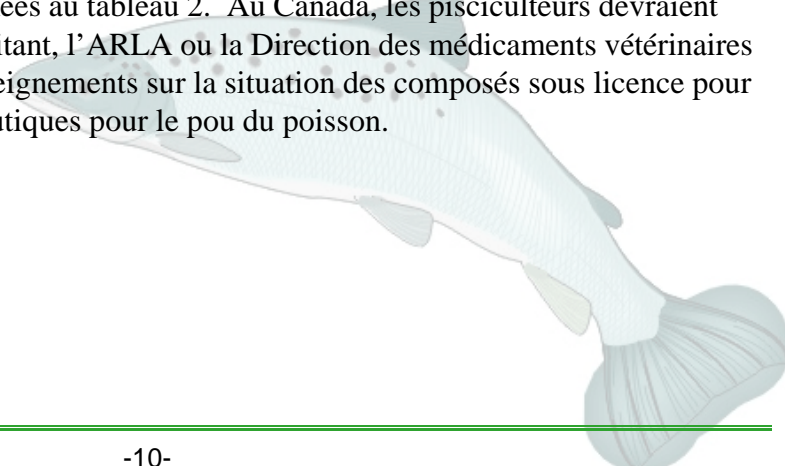 ées au tableau 2.  Au Canada, les pisciculteurs devraient
itant, l’ARLA ou la Direction des médicaments vétérinaires
eignements sur la situation des composés sous licence pour
utiques pour le pou du poisson.
-10-